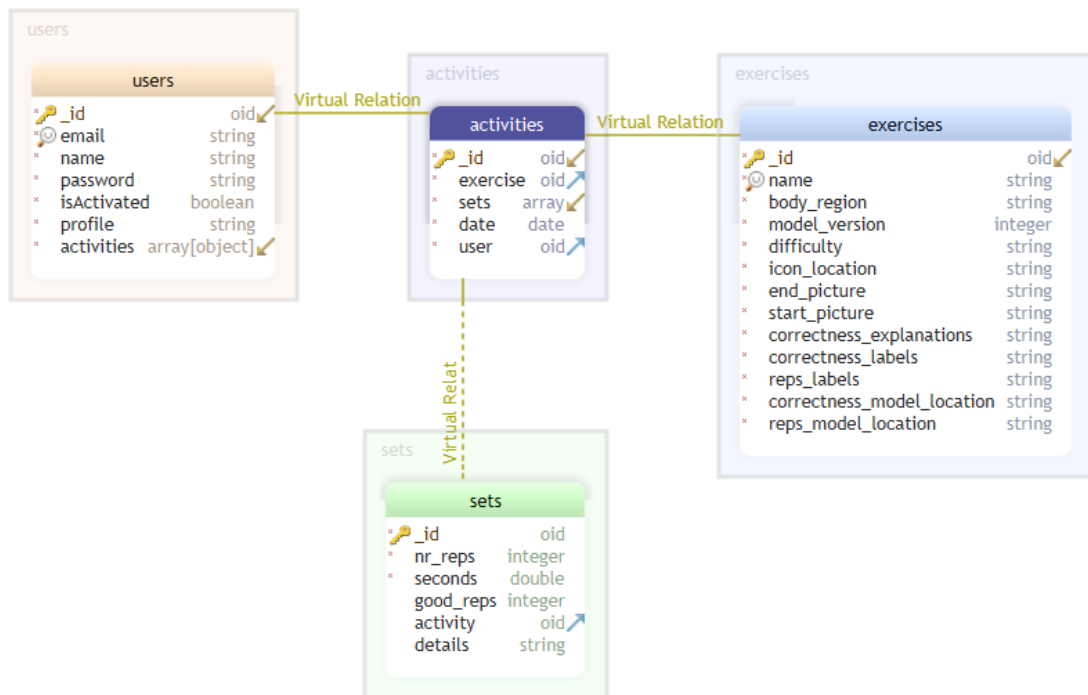 users
users
_id oid
email string
name string
password string
isActivated boolean
profile string
activities array[object]
Virtual Relation
activities
activities
_id oid
exercise oid
sets array
date date
user oid
Virtual Relation
exercises
exercises
_id oid
name string
body_region string
model_version integer
difficulty string
icon_location string
end_picture string
start_picture string
correctness_explanations string
correctness_labels string
reps_labels string
correctness_model_location string
reps_model_location string
Virtual Relat
sets
sets
_id oid
nr_reps integer
seconds double
good_reps integer
activity oid
details string